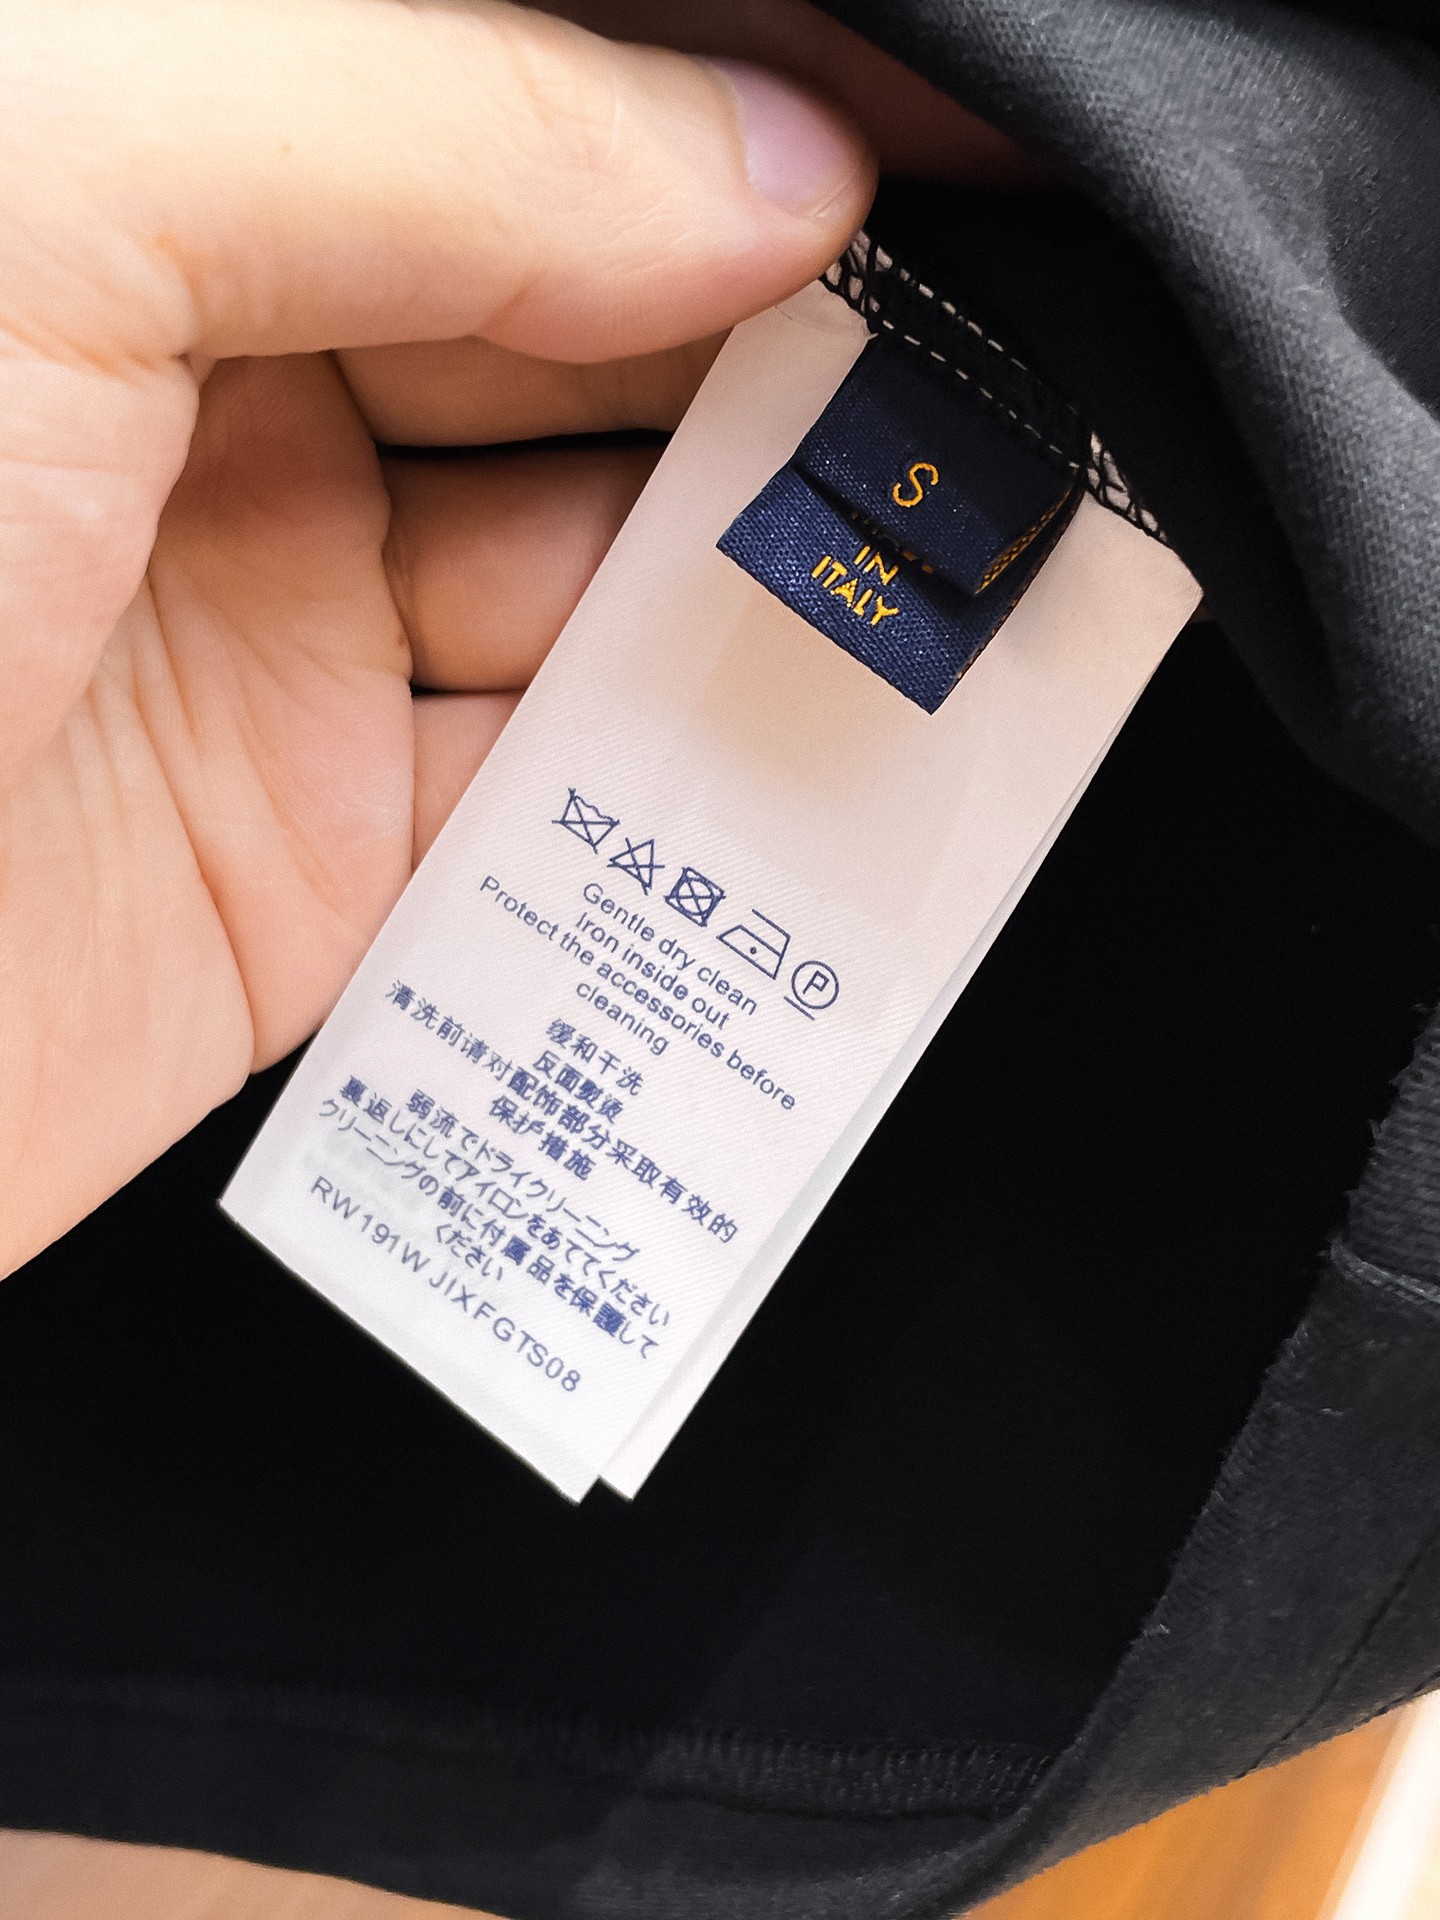 S
IN
ITALY
P
Gentle dry clean
Iron inside out
Protect the accessories before
cleaning
缓和干洗
反面熨烫
清洗前请对配饰部分采取有效的
保护措施
弱流でドライクリーニング
裏返しにしてアイロンをあててください
クリーニングの前に付属品を保護して
ください
RW191W JIXFGTS08